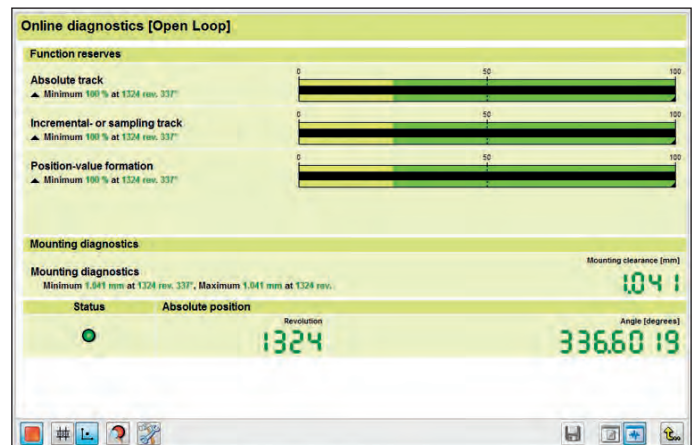 Online diagnostics [Open Loop]
Function reserves
Absolute track
Minimum 100 % at 1324 rev. 337°
0 50 100
Incremental- or sampling track
Minimum 100 % at 1324 rev. 337°
0 50 100
Position-value formation
Minimum 100 % at 1324 rev. 337°
0 50 100
Mounting diagnostics
Mounting clearance [mm]
Mounting diagnostics
Minimum 1.041 mm at 1324 rev. 337°, Maximum 1.041 mm at 1324 rev.
1.041
Status Absolute position
Revolution Angle [degrees]
1324 336.6019